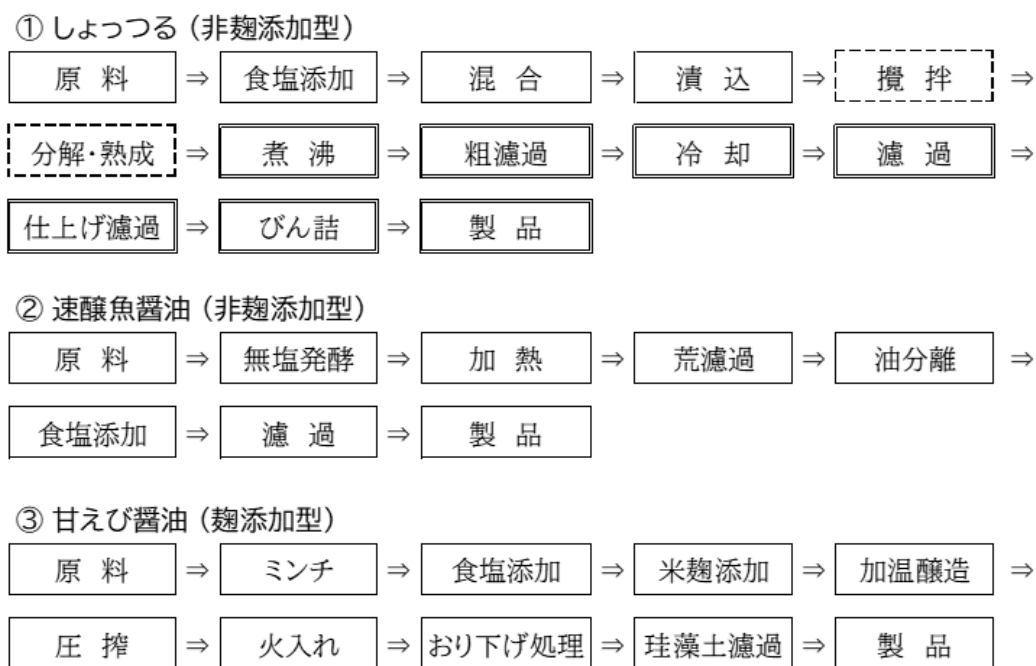 ① しょっつる（非麹添加型）
原 料 ⇒ 食塩添加 ⇒ 混 合 ⇒ 漬 込 ⇒ 攪 拌 ⇒
分解・熟成 ⇒ 煮 沸 ⇒ 粗濾過 ⇒ 冷 却 ⇒ 濾 過 ⇒
仕上げ濾過 ⇒ びん詰 ⇒ 製 品
② 速醸魚醤油（非麹添加型）
原 料 ⇒ 無塩発酵 ⇒ 加 熱 ⇒ 荒濾過 ⇒ 油分離 ⇒
食塩添加 ⇒ 濾 過 ⇒ 製 品
③ 甘えび醤油（麹添加型）
原 料 ⇒ ミンチ ⇒ 食塩添加 ⇒ 米麹添加 ⇒ 加温醸造 ⇒
圧 搾 ⇒ 火入れ ⇒ おり下げ処理 ⇒ 珪藻土濾過 ⇒ 製 品